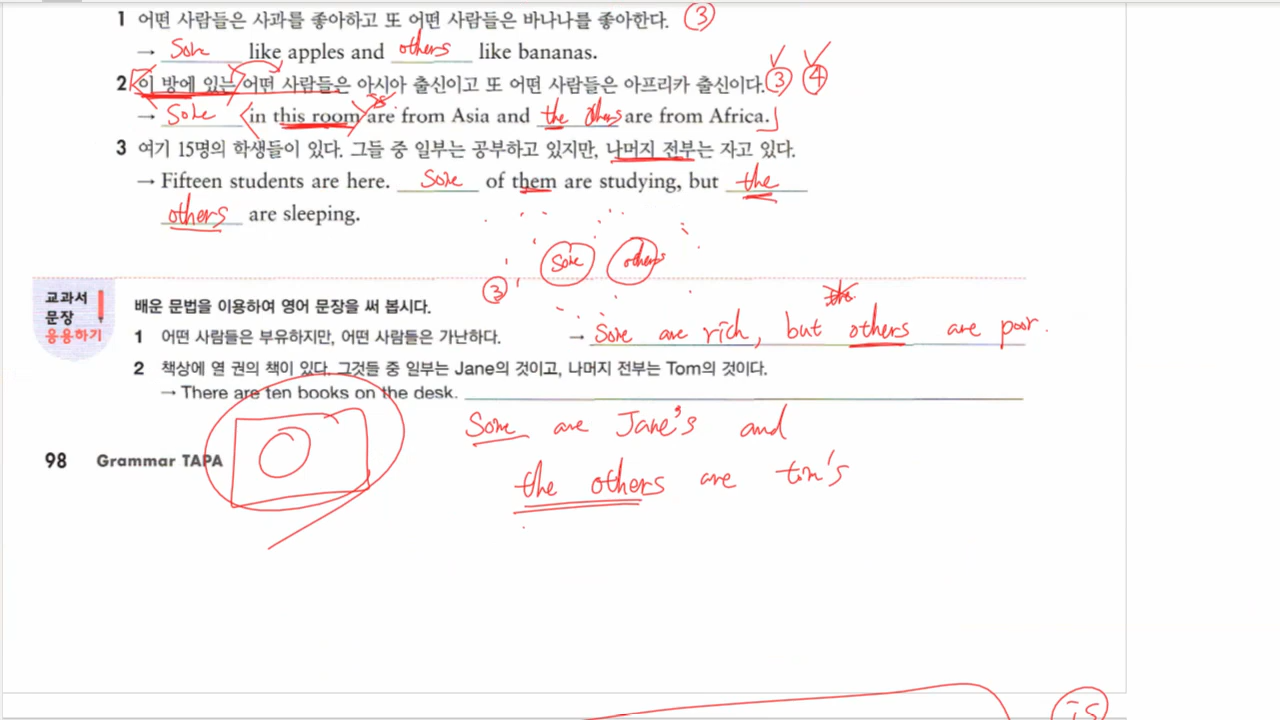 1 어떤 사람들은 사과를 좋아하고 또 어떤 사람들은 바나나를 좋아한다. ③
→ Some like apples and others like bananas.
2 이 방에 있는 어떤 사람들은 아시아 출신이고 또 어떤 사람들은 아프리카 출신이다. ③ ④
→ Some in this room are from Asia and the others are from Africa.
3 여기 15명의 학생들이 있다. 그들 중 일부는 공부하고 있지만, 나머지 전부는 자고 있다.
→ Fifteen students are here. Some of them are studying, but the
others are sleeping.
Some others
③
교과서
문장
응용하기
배운 문법을 이용하여 영어 문장을 써 봅시다.
the
1 어떤 사람들은 부유하지만, 어떤 사람들은 가난하다. → Some are rich, but others are poor.
2 책상에 열 권의 책이 있다. 그것들 중 일부는 Jane의 것이고, 나머지 전부는 Tom의 것이다.
→ There are ten books on the desk.
Some are Jane's and
the others are tom's
98 Grammar TAPA